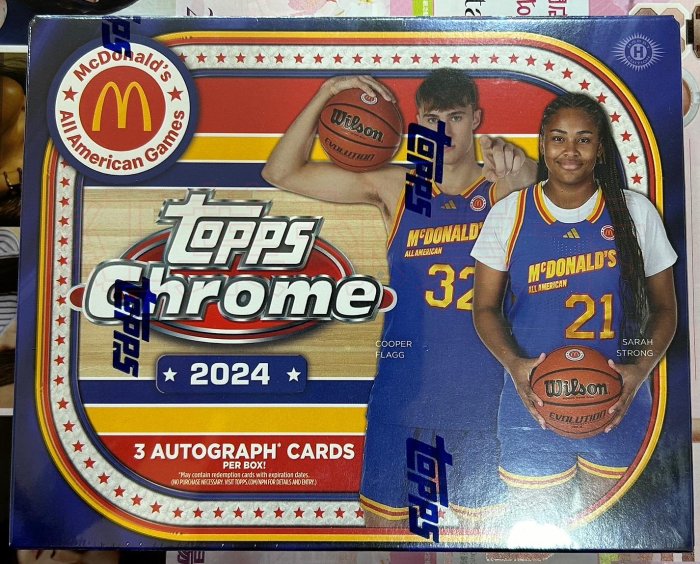 McDonald's
All American Games
topps
Chrome
2024
3 AUTOGRAPH* CARDS
PER BOX!
*May contain redemption cards with expiration dates.
(NO PURCHASE NECESSARY. VISIT TOPPS.COM/NPN FOR DETAILS AND ENTRY.)
Wilson
EVOLUTION
McDONALD'
ALL AMERICAN
32
COOPER
FLAGG
McDONALD'S
ALL AMERICAN
21
SARAH
STRONG
Wilson
EVOLUTION
topps
topps
topps
topps
H